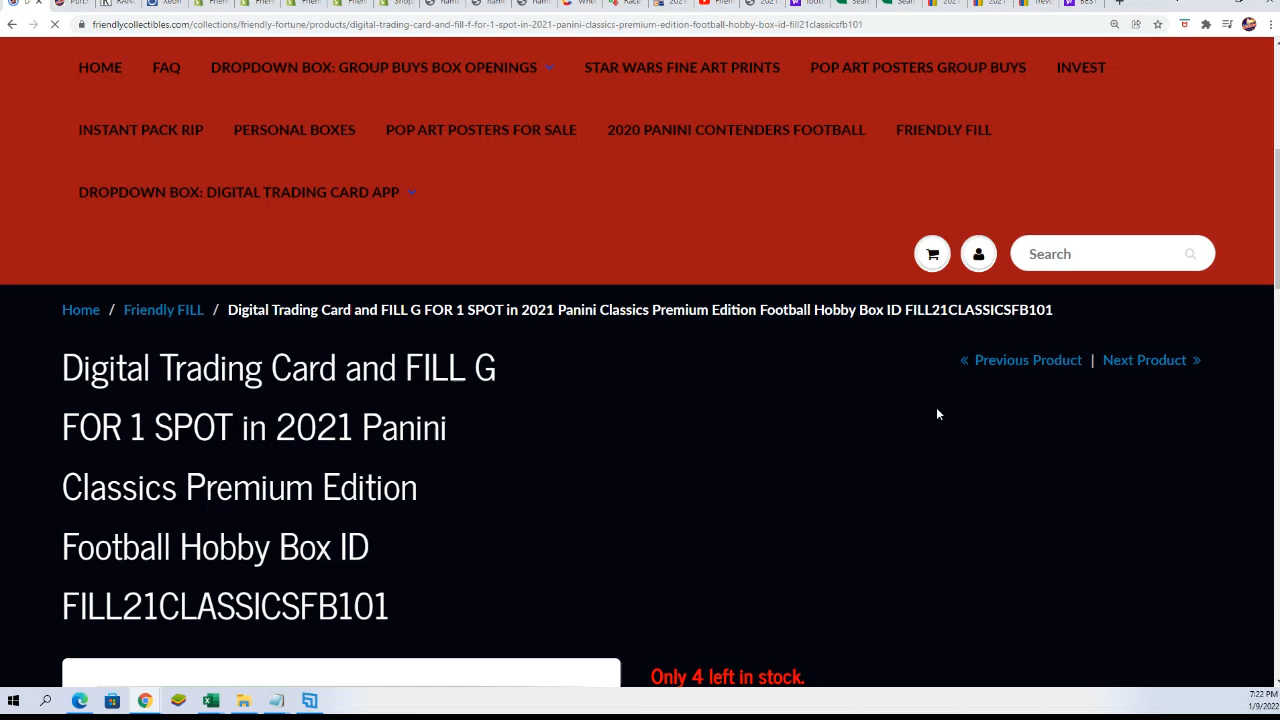 friendlycollectibles.com/collections/friendly-fortune/products/digital-trading-card-and-fill-f-for-1-spot-in-2021-panini-classics-premium-edition-football-hobby-box-id-fill21classicsfb101
HOME FAQ DROPDOWN BOX: GROUP BUYS BOX OPENINGS STAR WARS FINE ART PRINTS POP ART POSTERS GROUP BUYS INVEST
INSTANT PACK RIP PERSONAL BOXES POP ART POSTERS FOR SALE 2020 PANINI CONTENDERS FOOTBALL FRIENDLY FILL
DROPDOWN BOX: DIGITAL TRADING CARD APP
Search
Home / Friendly FILL / Digital Trading Card and FILL G FOR 1 SPOT in 2021 Panini Classics Premium Edition Football Hobby Box ID FILL21CLASSICSFB101
« Previous Product | Next Product »
Digital Trading Card and FILL G
FOR 1 SPOT in 2021 Panini
Classics Premium Edition
Football Hobby Box ID
FILL21CLASSICSFB101
Only 4 left in stock.
7:22 PM
1/9/2022